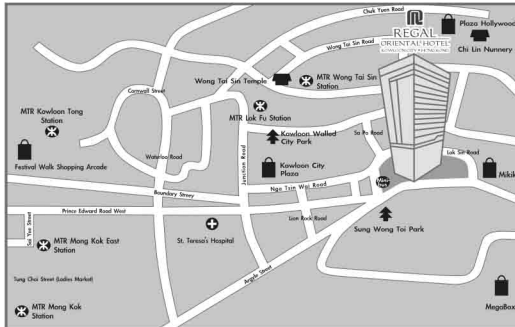 Chuk Yuen Road
Plaza Hollywood
REGAL
ORIENTAL HOTEL
Chi Lin Nunnery
Wong Tai Sin Road
Wong Tai Sin Temple
MTR Wong Tai Sin
Station
Cornwall Street
MTR Kowloon Tong
Station
MTR Lok Fu Station
Kowloon Walled
City Park
Sa Po Road
Festival Walk Shopping Arcade
Waterloo Road
Junction Road
Kowloon City
Plaza
Lok Sin Road
Mikik
Boundary Street
Nga Tsin Wai Road
Prince Edward Road West
Lion Rock Road
Sai Yee Street
St. Teresa's Hospital
Sung Wong Toi Park
MTR Mong Kok East
Station
Argyle Street
Tung Choi Street (Ladies Market)
MTR Mong Kok
Station
MegaBox